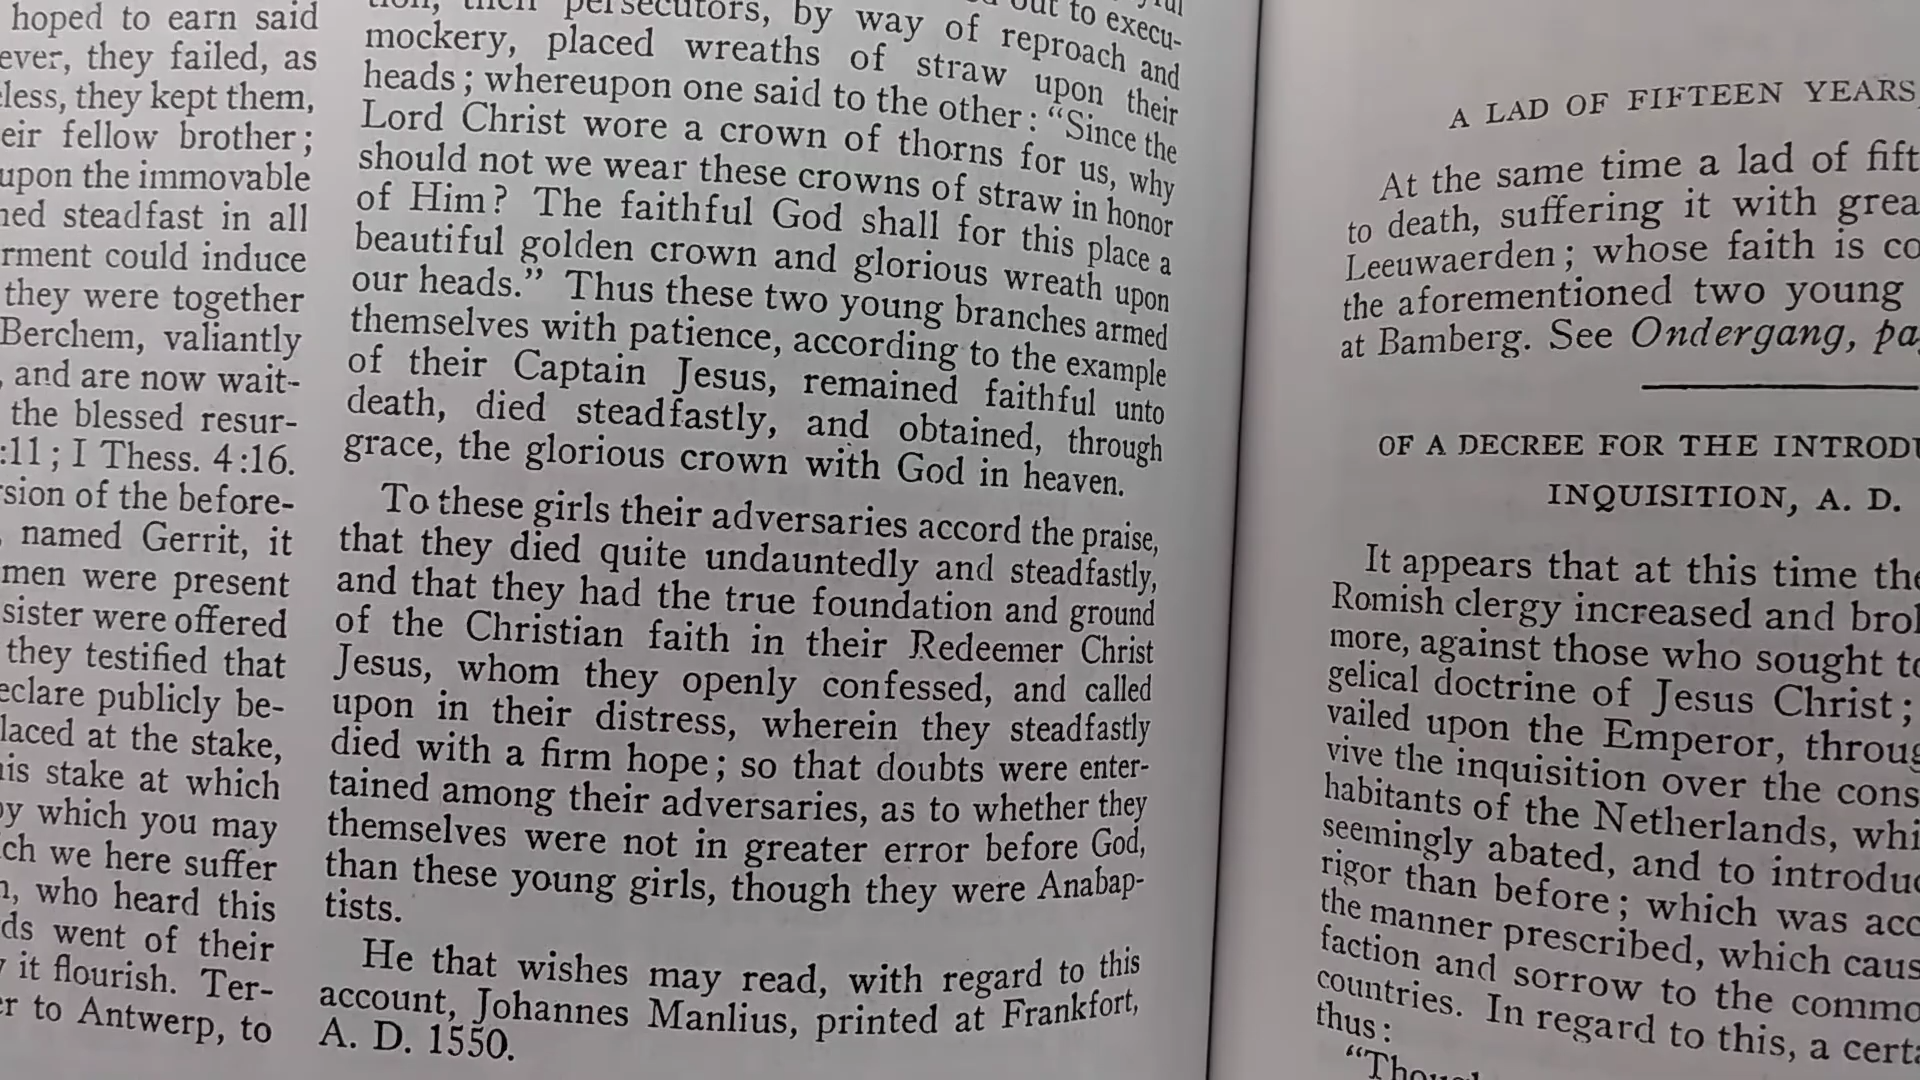 hoped to earn said
ever, they failed, as
less, they kept them,
eir fellow brother;
upon the immovable
ned steadfast in all
rment could induce
they were together
Berchem, valiantly
, and are now wait-
the blessed resur-
:11; I Thess. 4:16.
sion of the before-
, named Gerrit, it
men were present
sister were offered
they testified that
eclare publicly be-
laced at the stake,
his stake at which
by which you may
ch we here suffer
n, who heard this
ds went of their
it flourish. Ter-
er to Antwerp, to
out to execu-
tion, their persecutors, by way of reproach and
mockery, placed wreaths of straw upon their
heads; whereupon one said to the other: "Since the
Lord Christ wore a crown of thorns for us, why
should not we wear these crowns of straw in honor
of Him? The faithful God shall for this place a
beautiful golden crown and glorious wreath upon
our heads." Thus these two young branches armed
themselves with patience, according to the example
of their Captain Jesus, remained faithful unto
death, died steadfastly, and obtained, through
grace, the glorious crown with God in heaven.
To these girls their adversaries accord the praise,
that they died quite undauntedly and steadfastly,
and that they had the true foundation and ground
of the Christian faith in their Redeemer Christ
Jesus, whom they openly confessed, and called
upon in their distress, wherein they steadfastly
died with a firm hope; so that doubts were enter-
tained among their adversaries, as to whether they
themselves were not in greater error before God,
than these young girls, though they were Anabap-
tists.
He that wishes may read, with regard to this
account, Johannes Manlius, printed at Frankfort,
A. D. 1550.
A LAD OF FIFTEEN YEARS
At the same time a lad of fift
to death, suffering it with grea
Leeuwaerden; whose faith is co
the aforementioned two young
at Bamberg. See Ondergang, pa
OF A DECREE FOR THE INTRODU
INQUISITION, A. D.
It appears that at this time the
Romish clergy increased and brok
more, against those who sought to
gelical doctrine of Jesus Christ;
vailed upon the Emperor, throug
vive the inquisition over the cons
habitants of the Netherlands, whi
seemingly abated, and to introduc
rigor than before; which was acc
the manner prescribed, which caus
faction and sorrow to the commo
countries. In regard to this, a certa
thus:
"Thou